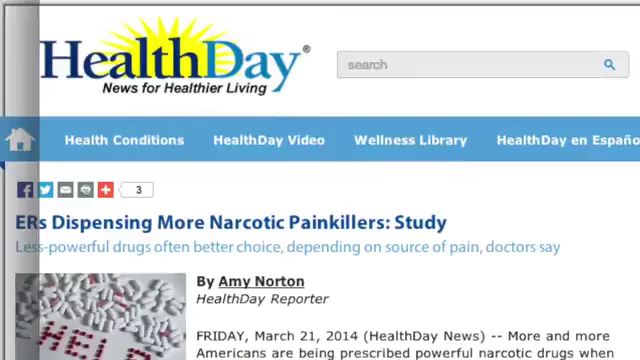 HealthDay®
News for Healthier Living
search
Health Conditions HealthDay Video Wellness Library HealthDay en Españo
3
ERs Dispensing More Narcotic Painkillers: Study
Less-powerful drugs often better choice, depending on source of pain, doctors say
HELP
By Amy Norton
HealthDay Reporter
FRIDAY, March 21, 2014 (HealthDay News) -- More and more
Americans are being prescribed powerful narcotic drugs when